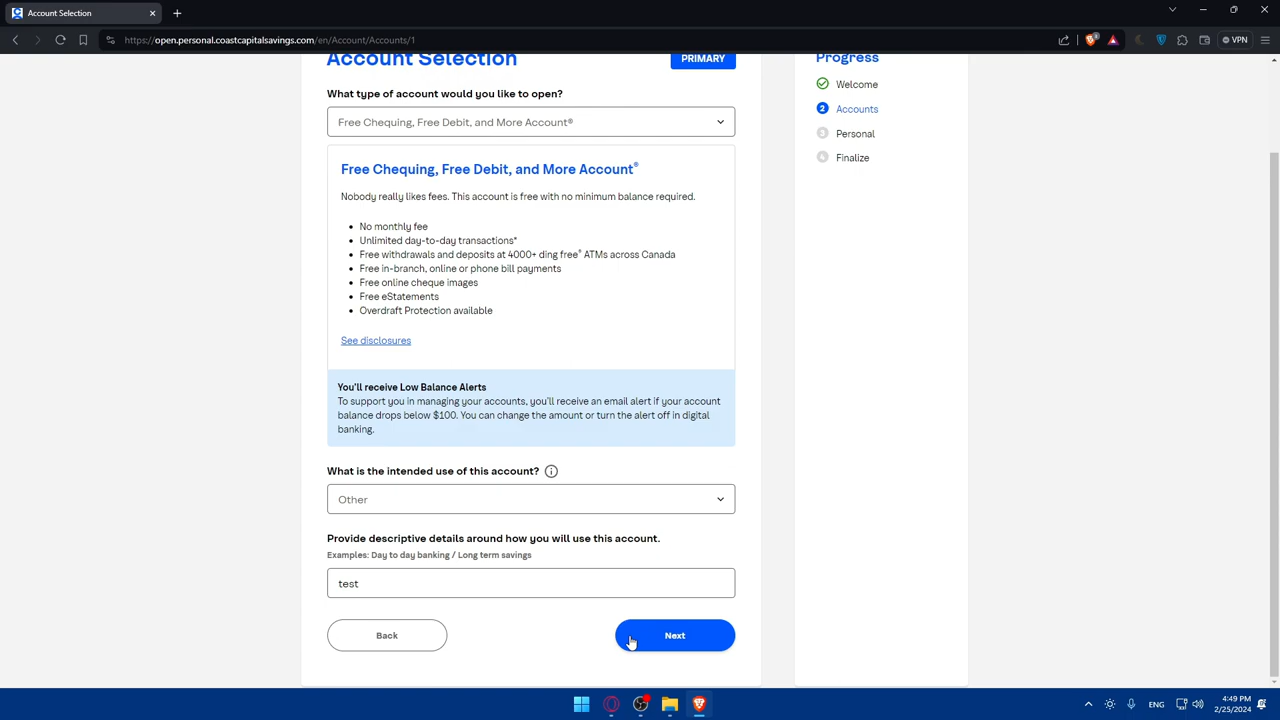 Account Selection
https://open.personal.coastcapitalsavings.com/en/Account/Accounts/1
VPN
Account Selection
PRIMARY
What type of account would you like to open?
Free Chequing, Free Debit, and More Account®
Free Chequing, Free Debit, and More Account®
Nobody really likes fees. This account is free with no minimum balance required.
No monthly fee
Unlimited day-to-day transactions*
Free withdrawals and deposits at 4000+ ding free® ATMs across Canada
Free in-branch, online or phone bill payments
Free online cheque images
Free eStatements
Overdraft Protection available
See disclosures
You'll receive Low Balance Alerts
To support you in managing your accounts, you'll receive an email alert if your account
balance drops below $100. You can change the amount or turn the alert off in digital
banking.
What is the intended use of this account?
Other
Provide descriptive details around how you will use this account.
Examples: Day to day banking / Long term savings
test
Back
Next
Progress
Welcome
2 Accounts
3 Personal
4 Finalize
ENG
4:49 PM
2/25/2024